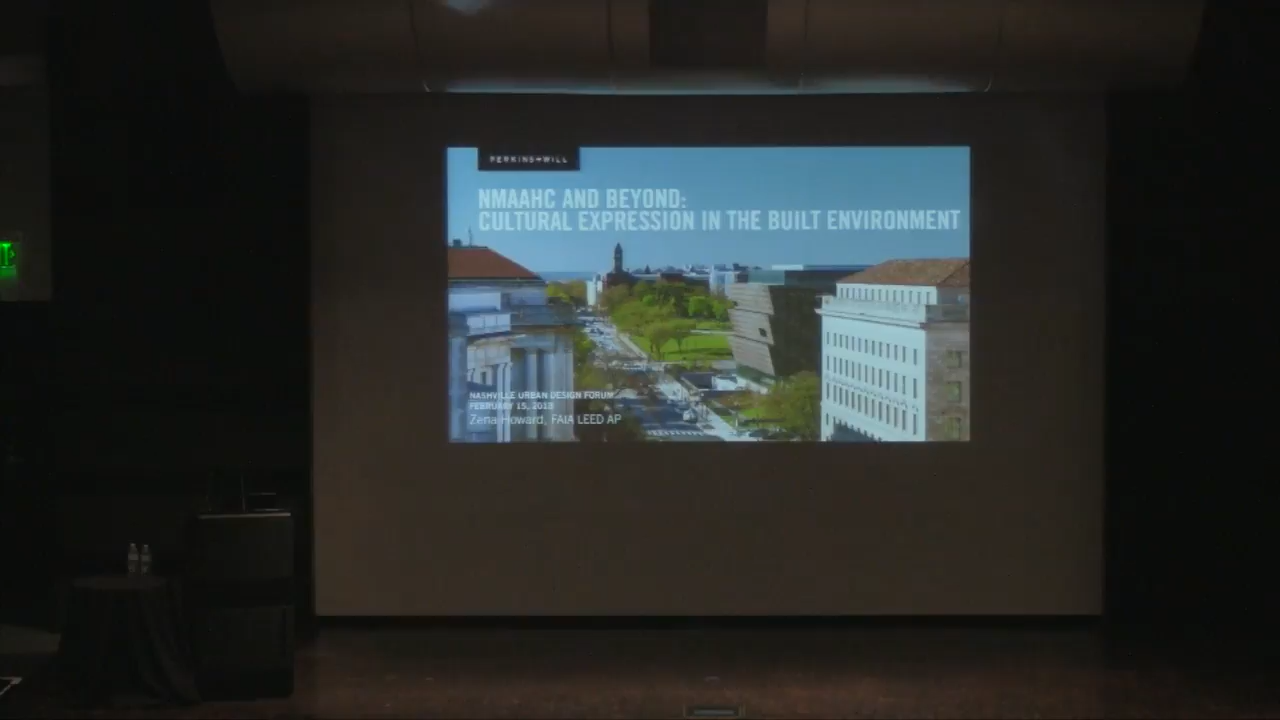 PERKINS+WILL
NMAAHC AND BEYOND:
CULTURAL EXPRESSION IN THE BUILT ENVIRONMENT
NASHVILLE URBAN DESIGN FORUM
FEBRUARY 15, 2018
Zena Howard, FAIA LEED AP